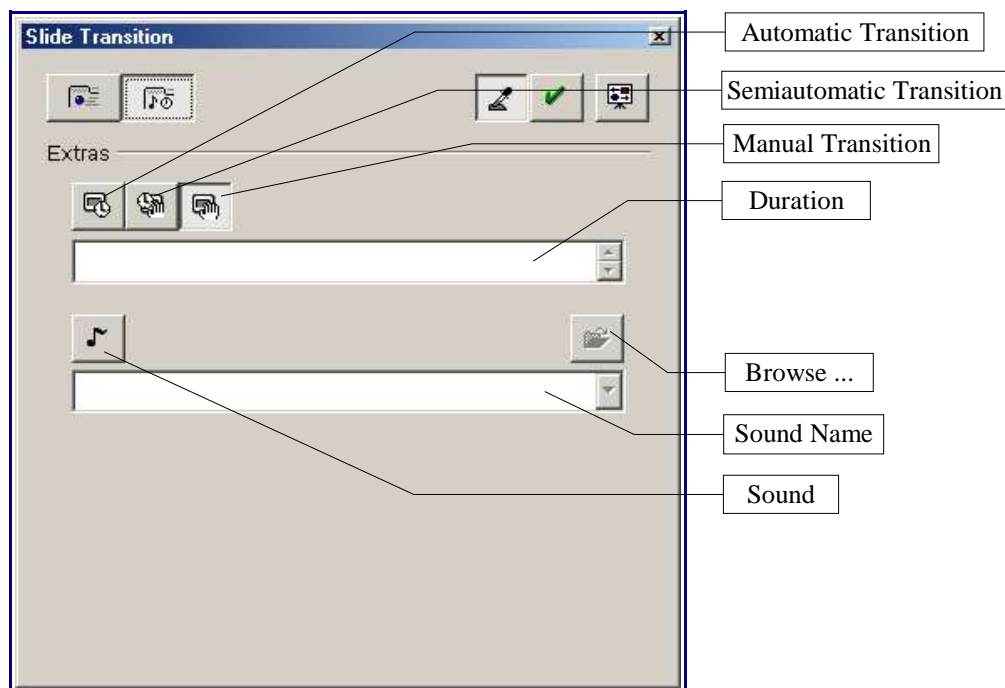 Slide Transition
Automatic Transition
Semiautomatic Transition
Manual Transition
Extras
Duration
Browse ...
Sound Name
Sound